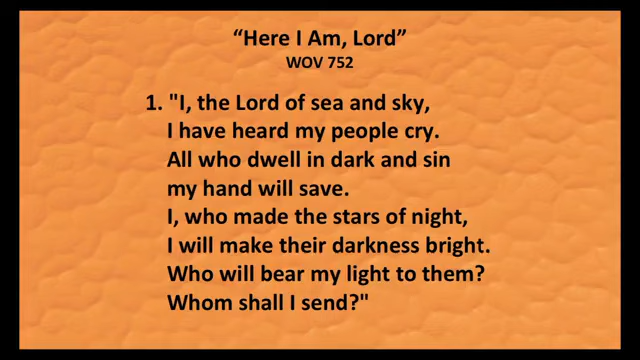 “Here I Am, Lord”
WOV 752
1. "I, the Lord of sea and sky,
I have heard my people cry.
All who dwell in dark and sin
my hand will save.
I, who made the stars of night,
I will make their darkness bright.
Who will bear my light to them?
Whom shall I send?"